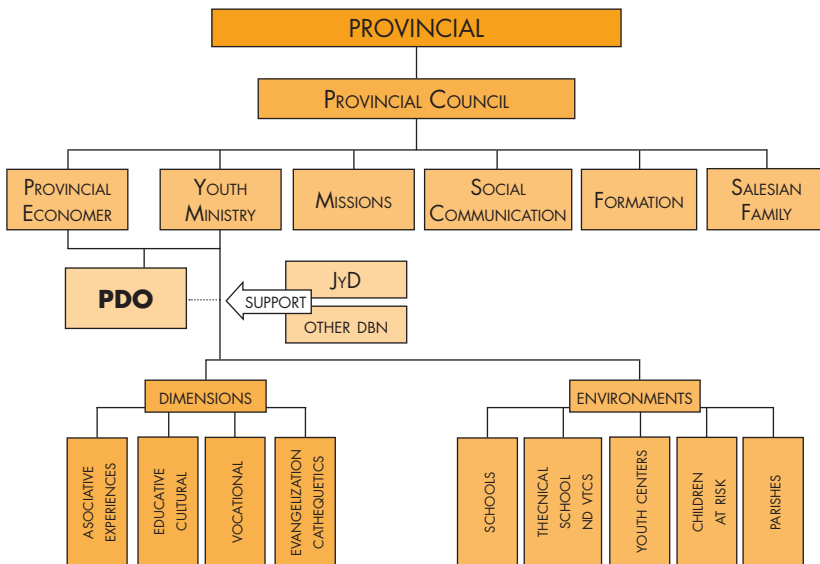 PROVINCIAL
PROVINCIAL COUNCIL
PROVINCIAL
ECONOMER
YOUTH
MINISTRY
MISSIONS
SOCIAL
COMMUNICATION
FORMATION
SALESIAN
FAMILY
PDO
SUPPORT
JYD
OTHER DBN
DIMENSIONS
ENVIRONMENTS
ASOCIATIVE
EXPERIENCES
EDUCATIVE
CULTURAL
VOCATIONAL
EVANGELIZATION
CATHEQUETICS
SCHOOLS
THECNICAL
SCHOOL
ND VTCS
YOUTH CENTERS
CHILDREN
AT RISK
PARISHES